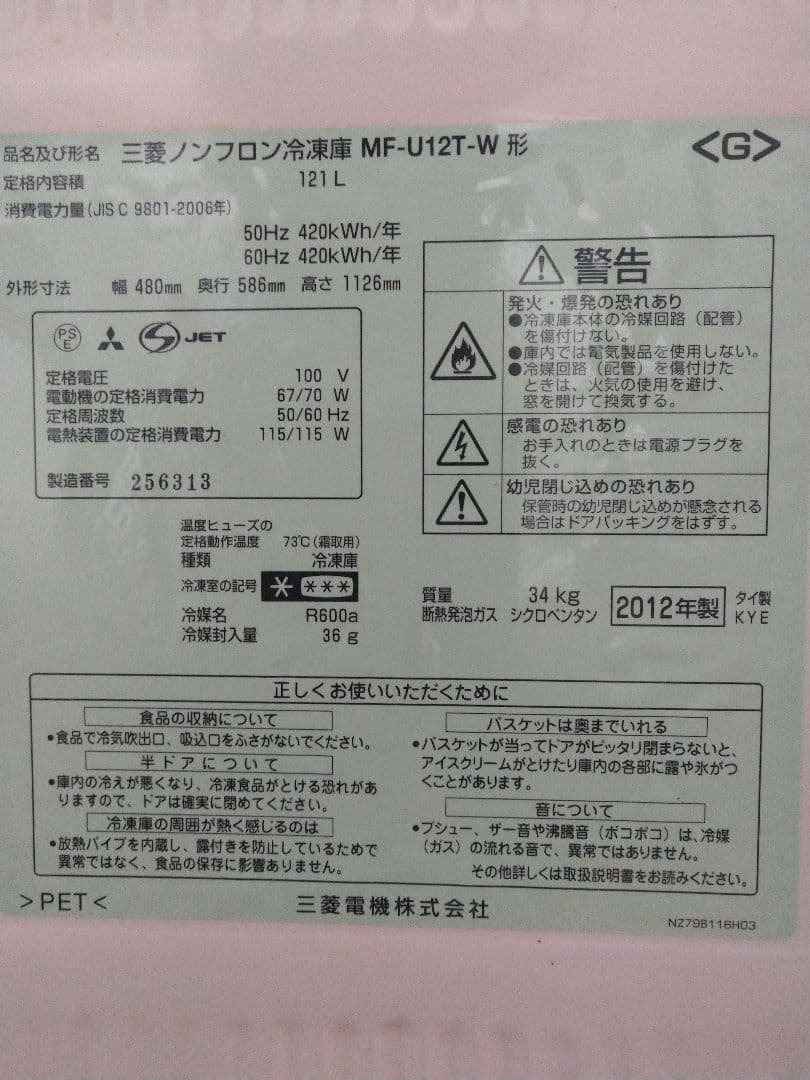 品名及び形名 三菱ノンフロン冷凍庫 MF-U12T-W 形
<G>
定格内容積 121L
消費電力量(JIS C 9801-2006年)
50Hz 420kWh/年
60Hz 420kWh/年
外形寸法 幅 480mm 奥行 586mm 高さ 1126mm
PSE JET
定格電圧 100 V
電動機の定格消費電力 67/70 W
定格周波数 50/60 Hz
電熱装置の定格消費電力 115/115 W
製造番号 256313
温度ヒューズの
定格動作温度 73℃(霜取用)
種類 冷凍庫
冷凍室の記号 * ***
冷媒名 R600a
冷媒封入量 36 g
警告
発火・爆発の恐れあり
●冷凍庫本体の冷媒回路(配管)
を傷付けない。
●庫内では電気製品を使用しない。
●冷媒回路(配管)を傷付けた
ときは、火気の使用を避け、
窓を開けて換気する。
感電の恐れあり
お手入れのときは電源プラグを
抜く。
幼児閉じ込めの恐れあり
保管時の幼児閉じ込めが懸念される
場合はドアパッキングをはずす。
質量 34 kg
断熱発泡ガス シクロペンタン
2012年製
タイ製
KYE
正しくお使いいただくために
食品の収納について
•食品で冷気吹出口、吸込口をふさがないでください。
半ドアについて
•庫内の冷えが悪くなり、冷凍食品がとける恐れがあ
りますので、ドアは確実に閉めてください。
冷凍庫の周囲が熱く感じるのは
•放熱パイプを内蔵し、露付きを防止しているためで
異常ではなく、食品の保存に影響ありません。
バスケットは奥までいれる
•バスケットが当ってドアがピッタリ閉まらないと、
アイスクリームがとけたり庫内の各部に露や氷がつ
くことがあります。
音について
•プシュー、ザー音や沸騰音(ボコボコ)は、冷媒
(ガス)の流れる音で、異常ではありません。
その他詳しくは取扱説明書をお読みください。
>PET<
三菱電機株式会社
NZ79B116H03